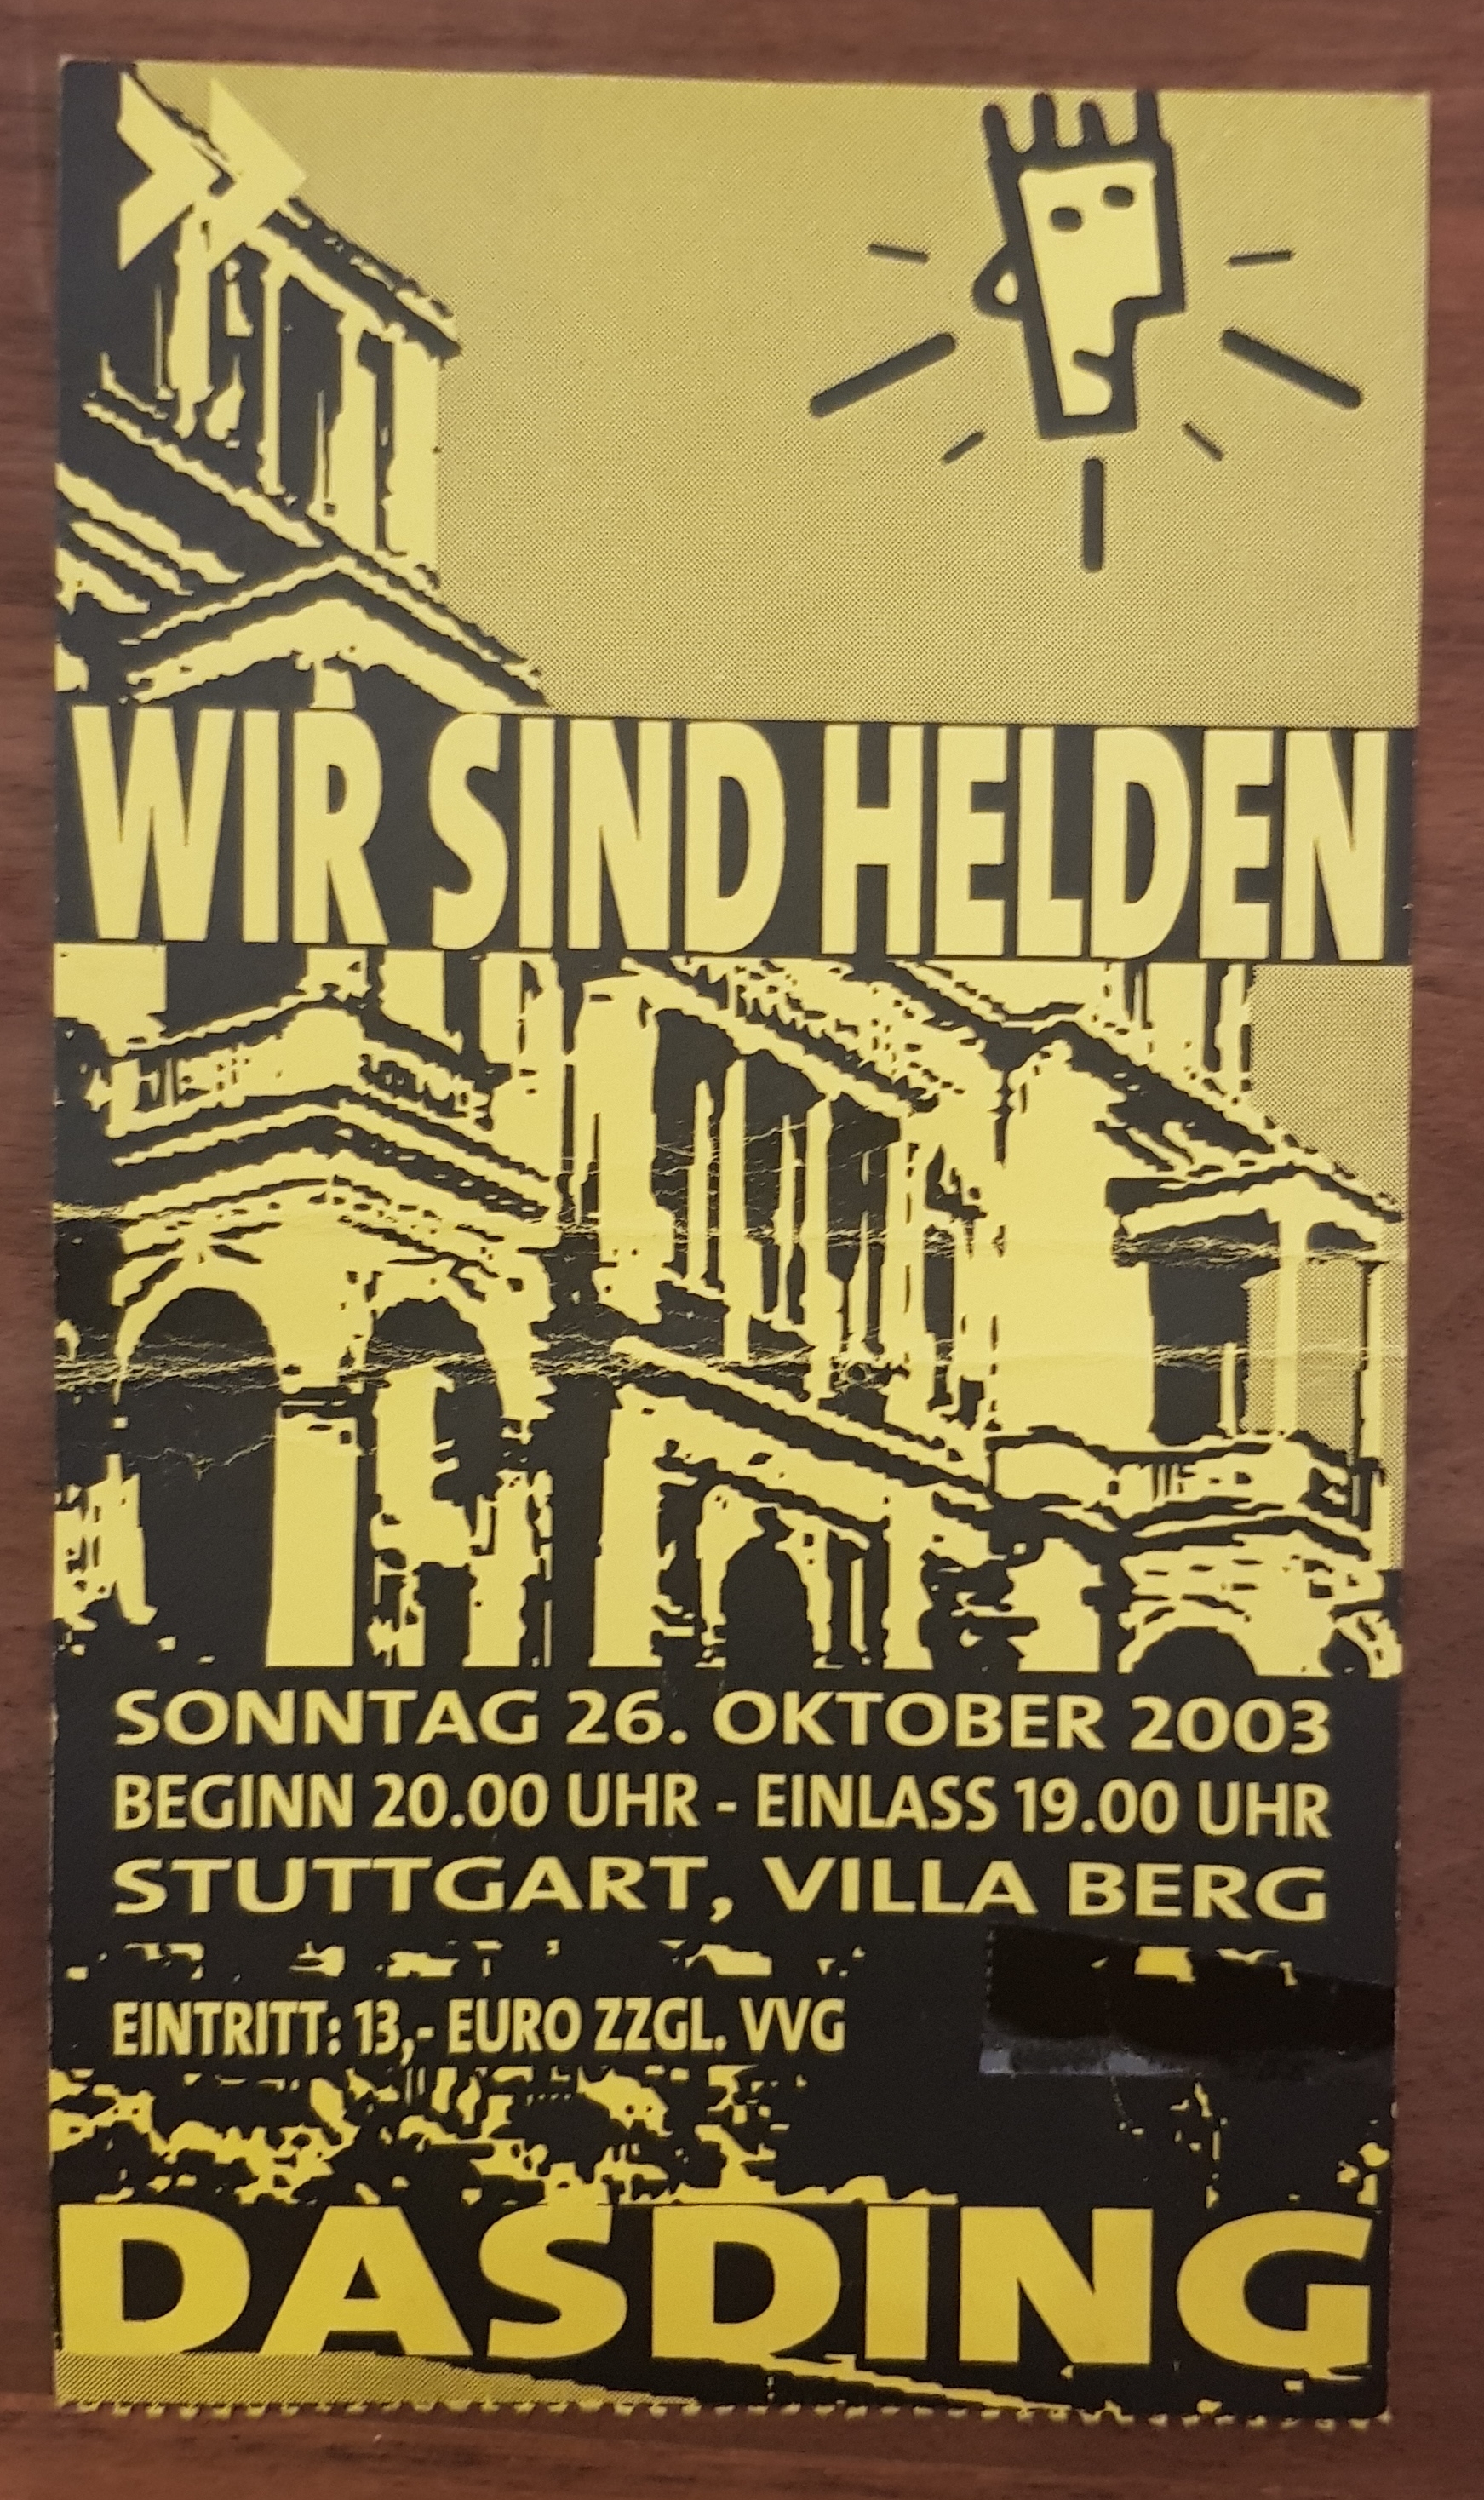 WIR SIND HELDEN
SONNTAG 26. OKTOBER 2003
BEGINN 20.00 UHR - EINLASS 19.00 UHR
STUTTGART, VILLA BERG
EINTRITT: 13,- EURO ZZGL. VVG
DASDING